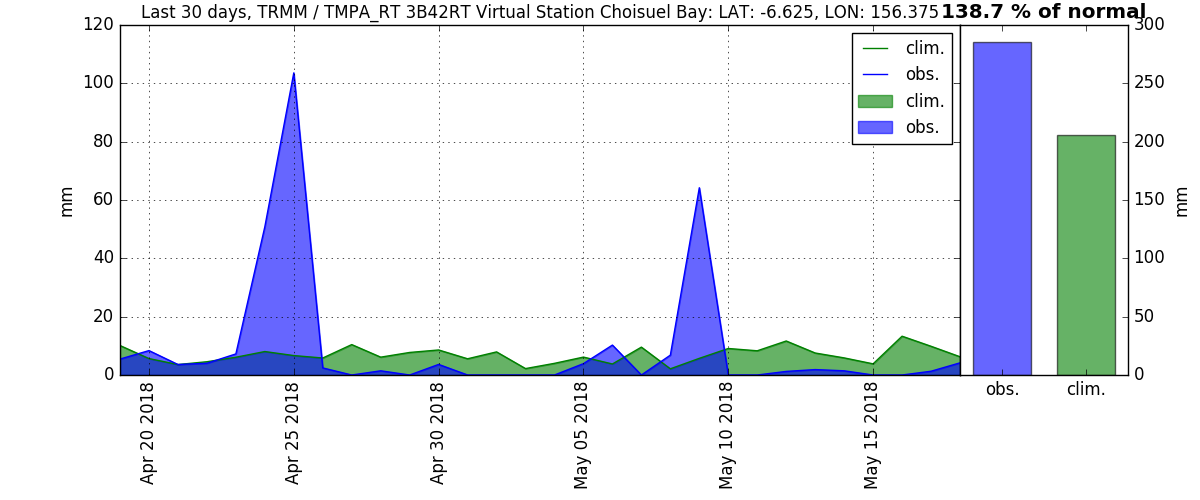 Last 30 days, TRMM / TMPA_RT 3B42RT Virtual Station Choisuel Bay: LAT: -6.625, LON: 156.375
138.7 % of normal
mm
120
100
80
60
40
20
0
clim.
obs.
clim.
obs.
Apr 20 2018
Apr 25 2018
Apr 30 2018
May 05 2018
May 10 2018
May 15 2018
300
250
200
150
100
50
0
mm
obs.
clim.